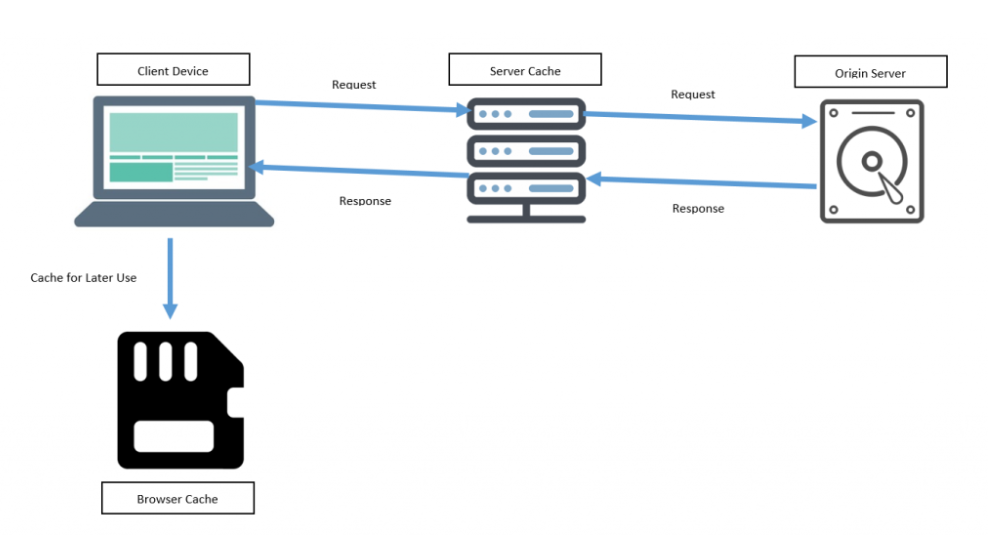 Client Device
Server Cache
Origin Server
Request
Request
Response
Response
Cache for Later Use
Browser Cache